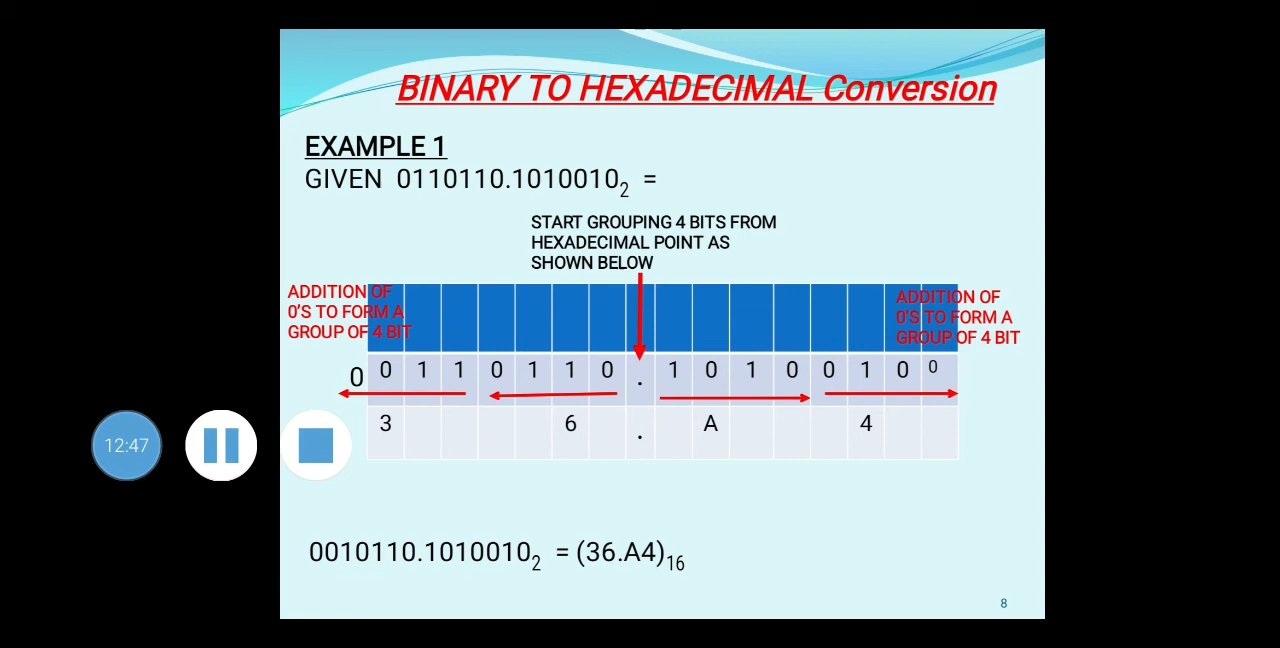 BINARY TO HEXADECIMAL Conversion
EXAMPLE 1
GIVEN 0110110.1010010₂ =
START GROUPING 4 BITS FROM
HEXADECIMAL POINT AS
SHOWN BELOW
ADDITION OF
0'S TO FORM A
GROUP OF 4 BIT
ADDITION OF
0'S TO FORM A
GROUP OF 4 BIT
0 0 1 1 0 1 1 0 . 1 0 1 0 0 1 0 0
3 6 . A 4
12:47
0010110.1010010₂ = (36.A4)₁₆
8